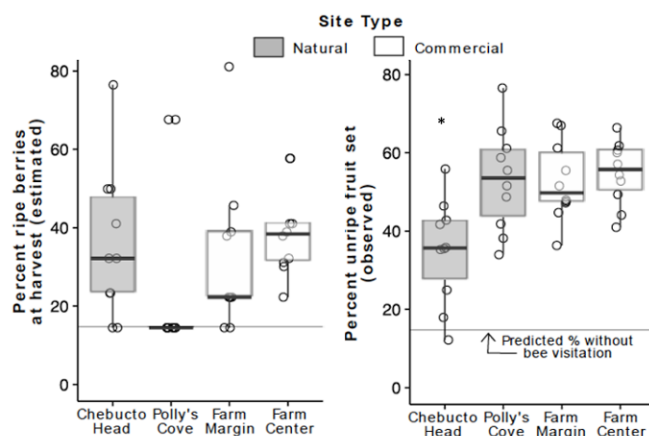 Site Type
Natural
Commercial
Percent ripe berries
at harvest (estimated)
80
60
40
20
0
Chebucto
Head
Polly's
Cove
Farm
Margin
Farm
Center
Percent unripe fruit set
(observed)
80
60
40
20
0
*
Predicted % without
bee visitation
Chebucto
Head
Polly's
Cove
Farm
Margin
Farm
Center